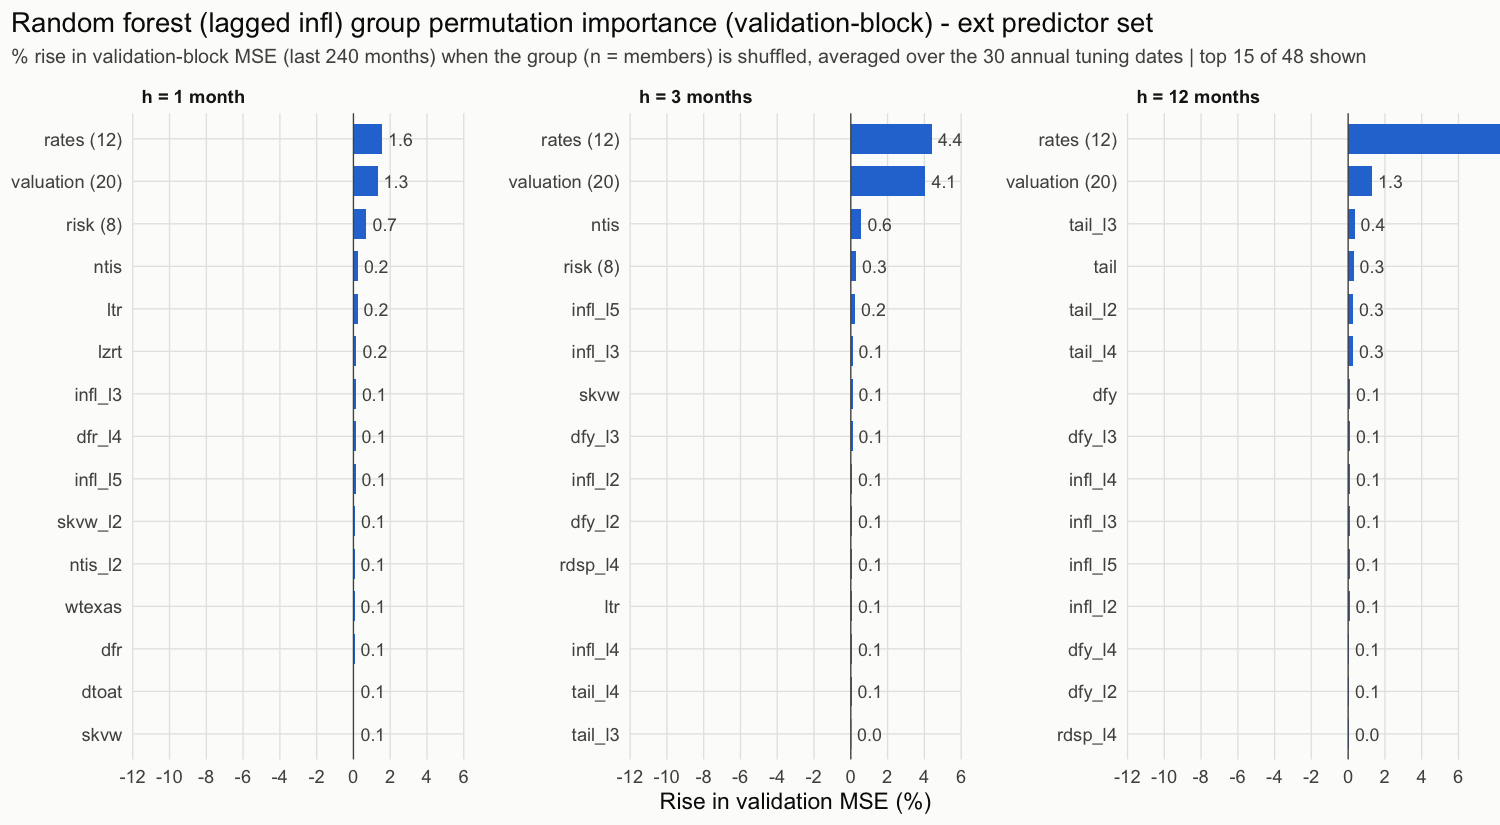 Random forest (lagged infl) group permutation importance (validation-block) - ext predictor set
% rise in validation-block MSE (last 240 months) when the group (n = members) is shuffled, averaged over the 30 annual tuning dates | top 15 of 48 shown
h = 1 month
rates (12) 1.6
valuation (20) 1.3
risk (8) 0.7
ntis 0.2
ltr 0.2
lzrt 0.2
infl_l3 0.1
dfr_l4 0.1
infl_l5 0.1
skvw_l2 0.1
ntis_l2 0.1
wtexas 0.1
dfr 0.1
dtoat 0.1
skvw 0.1
-12 -10 -8 -6 -4 -2 0 2 4 6
h = 3 months
rates (12) 4.4
valuation (20) 4.1
ntis 0.6
risk (8) 0.3
infl_l5 0.2
infl_l3 0.1
skvw 0.1
dfy_l3 0.1
infl_l2 0.1
dfy_l2 0.1
rdsp_l4 0.1
ltr 0.1
infl_l4 0.1
tail_l4 0.1
tail_l3 0.0
-12 -10 -8 -6 -4 -2 0 2 4 6
h = 12 months
rates (12)
valuation (20) 1.3
tail_l3 0.4
tail 0.3
tail_l2 0.3
tail_l4 0.3
dfy 0.1
dfy_l3 0.1
infl_l4 0.1
infl_l3 0.1
infl_l5 0.1
infl_l2 0.1
dfy_l4 0.1
dfy_l2 0.1
rdsp_l4 0.0
-12 -10 -8 -6 -4 -2 0 2 4 6
Rise in validation MSE (%)